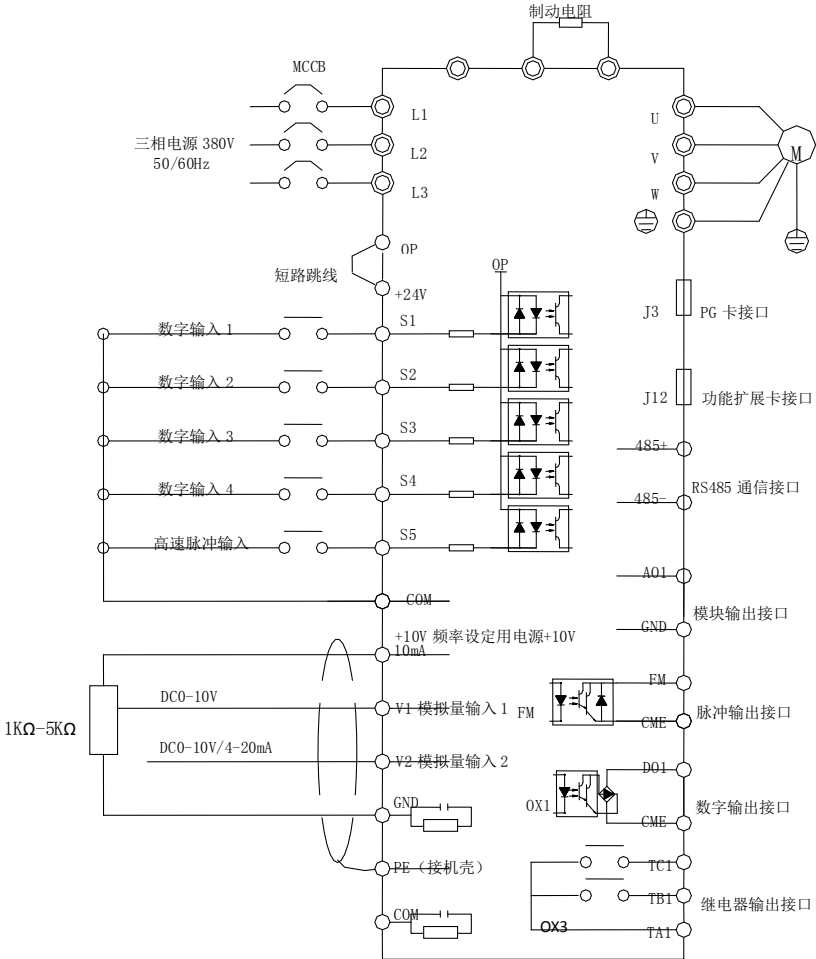 制动电阻
MCCB
L1
U
三相电源 380V
50/60Hz
L2
V
M
L3
W
OP
短路跳线
OP
+24V
数字输入 1
S1
J3
PG 卡接口
数字输入 2
S2
J12
功能扩展卡接口
数字输入 3
S3
485+
数字输入 4
S4
RS485 通信接口
485-
高速脉冲输入
S5
AO1
COM
模块输出接口
GND
+10V 频率设定用电源+10V
10mA
FM
DC0-10V
V1 模拟量输入 1
FM
脉冲输出接口
CME
1KΩ-5KΩ
DC0-10V/4-20mA
V2 模拟量输入 2
DO1
GND
OX1
数字输出接口
CME
PE（接机壳）
TC1
TB1
继电器输出接口
COM
OX3
TA1